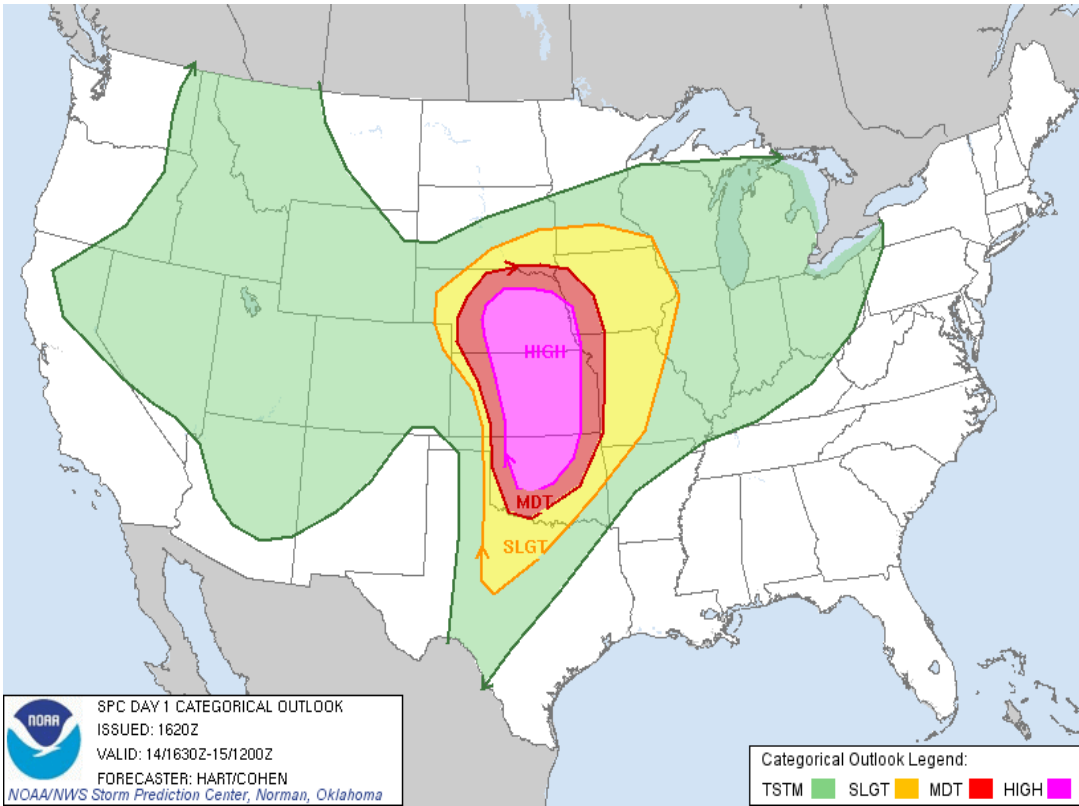 HIGH
MDT
SLGT
NOAA
SPC DAY 1 CATEGORICAL OUTLOOK
ISSUED: 1620Z
VALID: 14/1630Z-15/1200Z
FORECASTER: HART/COHEN
NOAA/NWS Storm Prediction Center, Norman, Oklahoma
Categorical Outlook Legend:
TSTM SLGT MDT HIGH